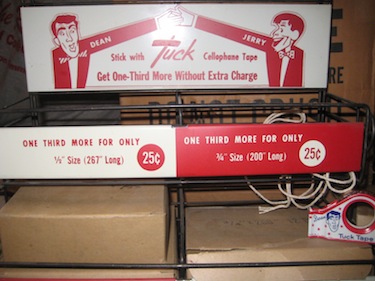 DEAN
JERRY
Stick with Tuck Cellophane Tape
Get One-Third More Without Extra Charge
ONE THIRD MORE FOR ONLY
½" Size (267" Long) 25¢
ONE THIRD MORE FOR ONLY
¾" Size (200" Long) 25¢
Tuck Tape